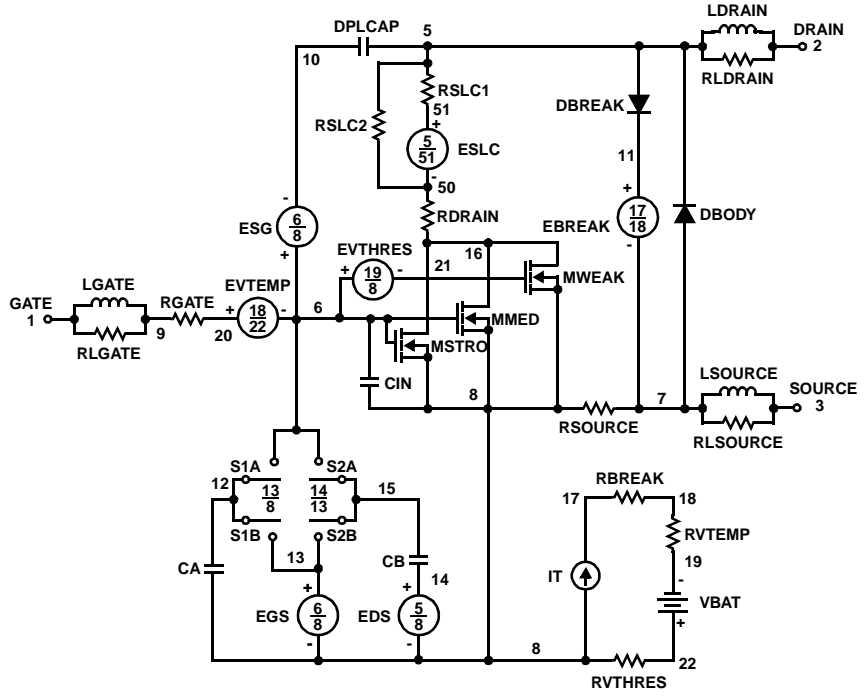 LDRAIN
DPLCAP 5 DRAIN
10 2
RLDRAIN
RSLC1
51
RSLC2
+
5
51
ESLC
-
50
DBREAK
11
+
17
18
EBREAK
-
DBODY
-
6
8
ESG
+
RDRAIN
16
EVTHRES
+ 19 - 21
8
MWEAK
LGATE
GATE
1
RLGATE
9
RGATE
20
EVTEMP
+ 18 -
22
6
MMED
MSTRO
CIN
8
RSOURCE
7
LSOURCE
SOURCE
3
RLSOURCE
S1A S2A
12
13
8
14
13
15
S1B S2B
13
CA
CB
14
+
EGS 6
8
-
+
EDS 5
8
-
8
RBREAK
17 18
RVTEMP
19
IT
-
VBAT
+
22
RVTHRES